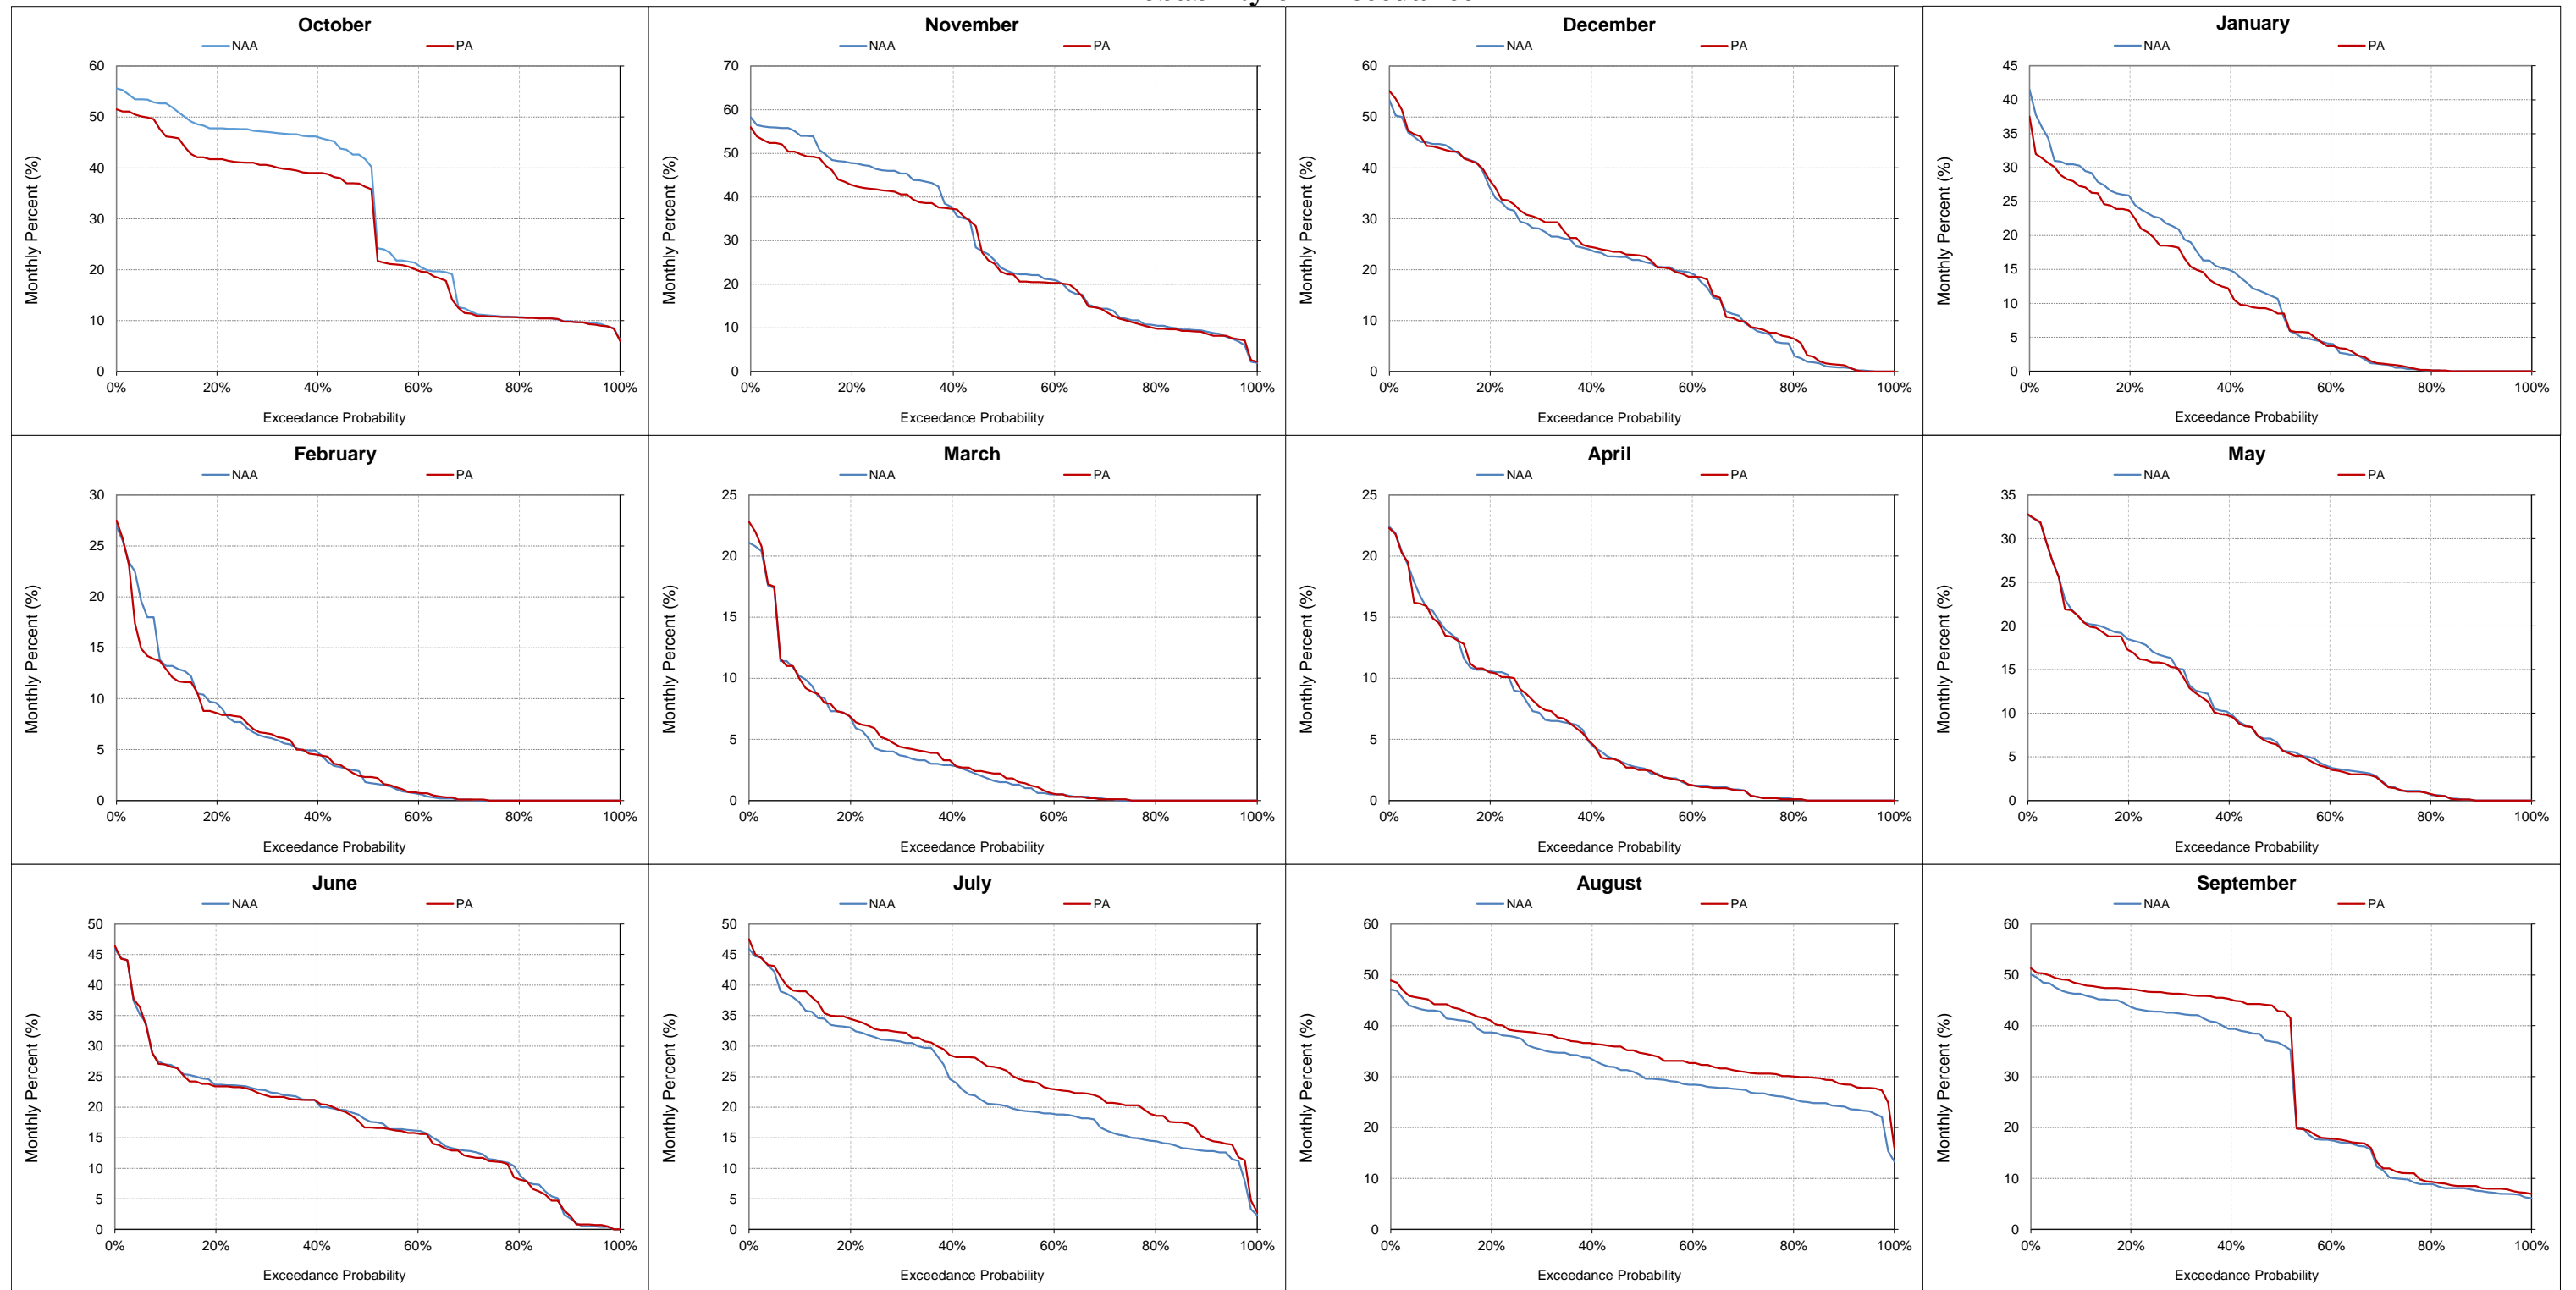 October
NAA PA
60
50
40
30
20
10
0
Monthly Percent (%)
0% 20% 40% 60% 80% 100%
Exceedance Probability
November
NAA PA
70
60
50
40
30
20
10
0
Monthly Percent (%)
0% 20% 40% 60% 80% 100%
Exceedance Probability
December
NAA PA
60
50
40
30
20
10
0
Monthly Percent (%)
0% 20% 40% 60% 80% 100%
Exceedance Probability
January
NAA PA
45
40
35
30
25
20
15
10
5
0
Monthly Percent (%)
0% 20% 40% 60% 80% 100%
Exceedance Probability
February
NAA PA
30
25
20
15
10
5
0
Monthly Percent (%)
0% 20% 40% 60% 80% 100%
Exceedance Probability
March
NAA PA
25
20
15
10
5
0
Monthly Percent (%)
0% 20% 40% 60% 80% 100%
Exceedance Probability
April
NAA PA
25
20
15
10
5
0
Monthly Percent (%)
0% 20% 40% 60% 80% 100%
Exceedance Probability
May
NAA PA
35
30
25
20
15
10
5
0
Monthly Percent (%)
0% 20% 40% 60% 80% 100%
Exceedance Probability
June
NAA PA
50
45
40
35
30
25
20
15
10
5
0
Monthly Percent (%)
0% 20% 40% 60% 80% 100%
Exceedance Probability
July
NAA PA
50
45
40
35
30
25
20
15
10
5
0
Monthly Percent (%)
0% 20% 40% 60% 80% 100%
Exceedance Probability
August
NAA PA
60
50
40
30
20
10
0
Monthly Percent (%)
0% 20% 40% 60% 80% 100%
Exceedance Probability
September
NAA PA
60
50
40
30
20
10
0
Monthly Percent (%)
0% 20% 40% 60% 80% 100%
Exceedance Probability